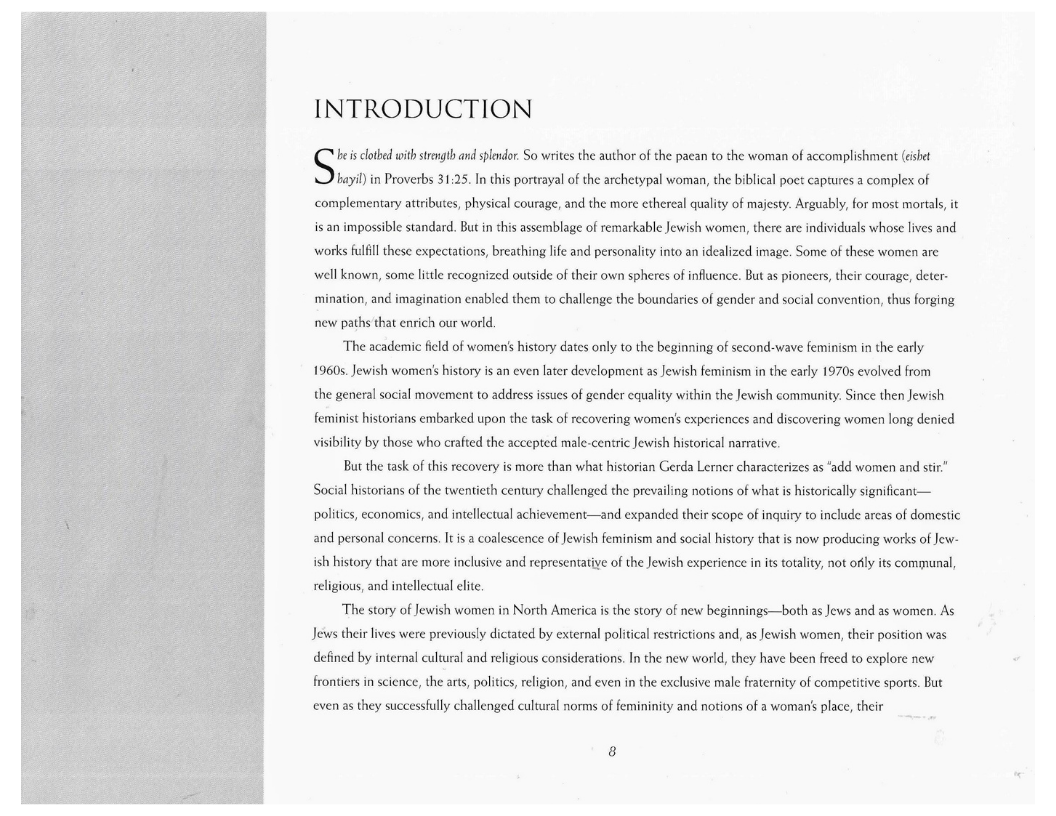 INTRODUCTION
She is clothed with strength and splendor. So writes the author of the paean to the woman of accomplishment (eishet
hayil) in Proverbs 31:25. In this portrayal of the archetypal woman, the biblical poet captures a complex of
complementary attributes, physical courage, and the more ethereal quality of majesty. Arguably, for most mortals, it
is an impossible standard. But in this assemblage of remarkable Jewish women, there are individuals whose lives and
works fulfill these expectations, breathing life and personality into an idealized image. Some of these women are
well known, some little recognized outside of their own spheres of influence. But as pioneers, their courage, deter-
mination, and imagination enabled them to challenge the boundaries of gender and social convention, thus forging
new paths that enrich our world.
The academic field of women's history dates only to the beginning of second-wave feminism in the early
1960s. Jewish women's history is an even later development as Jewish feminism in the early 1970s evolved from
the general social movement to address issues of gender equality within the Jewish community. Since then Jewish
feminist historians embarked upon the task of recovering women's experiences and discovering women long denied
visibility by those who crafted the accepted male-centric Jewish historical narrative.
But the task of this recovery is more than what historian Gerda Lerner characterizes as "add women and stir."
Social historians of the twentieth century challenged the prevailing notions of what is historically significant—
politics, economics, and intellectual achievement—and expanded their scope of inquiry to include areas of domestic
and personal concerns. It is a coalescence of Jewish feminism and social history that is now producing works of Jew-
ish history that are more inclusive and representative of the Jewish experience in its totality, not only its communal,
religious, and intellectual elite.
The story of Jewish women in North America is the story of new beginnings—both as Jews and as women. As
Jews their lives were previously dictated by external political restrictions and, as Jewish women, their position was
defined by internal cultural and religious considerations. In the new world, they have been freed to explore new
frontiers in science, the arts, politics, religion, and even in the exclusive male fraternity of competitive sports. But
even as they successfully challenged cultural norms of femininity and notions of a woman's place, their
8